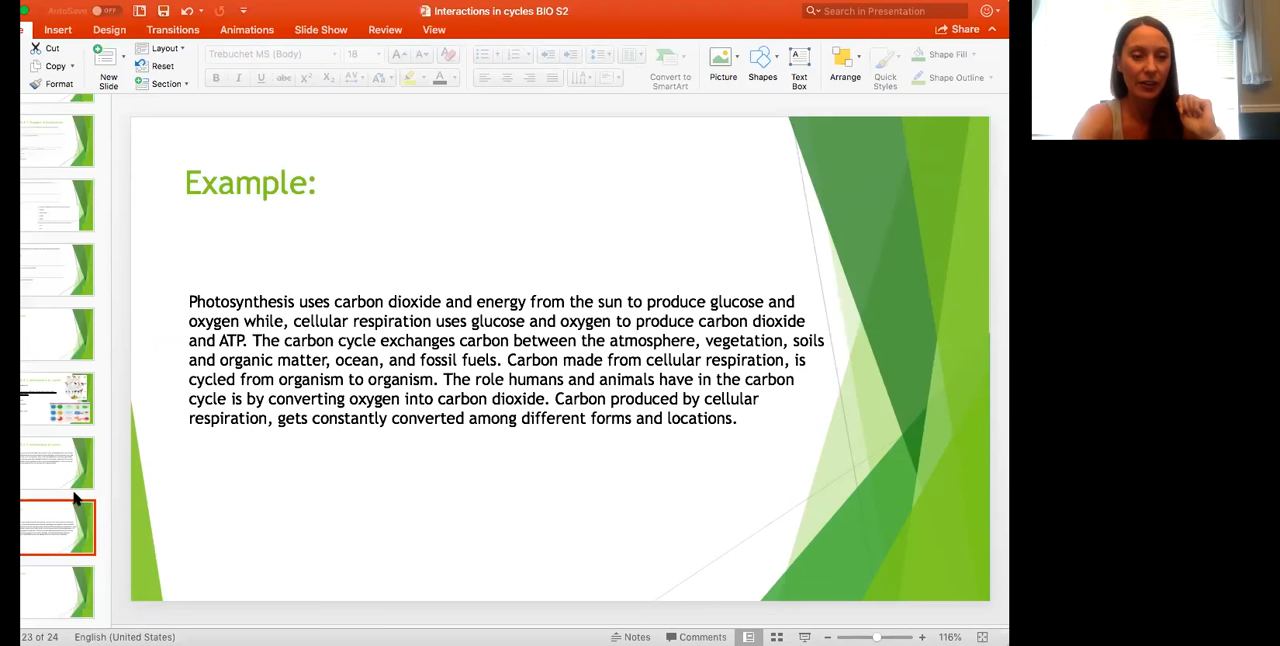 AutoSave OFF Interactions in cycles BIO S2 Search in Presentation
Insert Design Transitions Animations Slide Show Review View Share
Cut
Copy
Format
New
Slide
Layout
Reset
Section
Trebuchet MS (Body) 18
Convert to
SmartArt
Picture
Shapes
Text
Box
Arrange
Quick
Styles
Shape Fill
Shape Outline
Example:
Photosynthesis uses carbon dioxide and energy from the sun to produce glucose and
oxygen while, cellular respiration uses glucose and oxygen to produce carbon dioxide
and ATP. The carbon cycle exchanges carbon between the atmosphere, vegetation, soils
and organic matter, ocean, and fossil fuels. Carbon made from cellular respiration, is
cycled from organism to organism. The role humans and animals have in the carbon
cycle is by converting oxygen into carbon dioxide. Carbon produced by cellular
respiration, gets constantly converted among different forms and locations.
23 of 24 English (United States) Notes Comments 116%